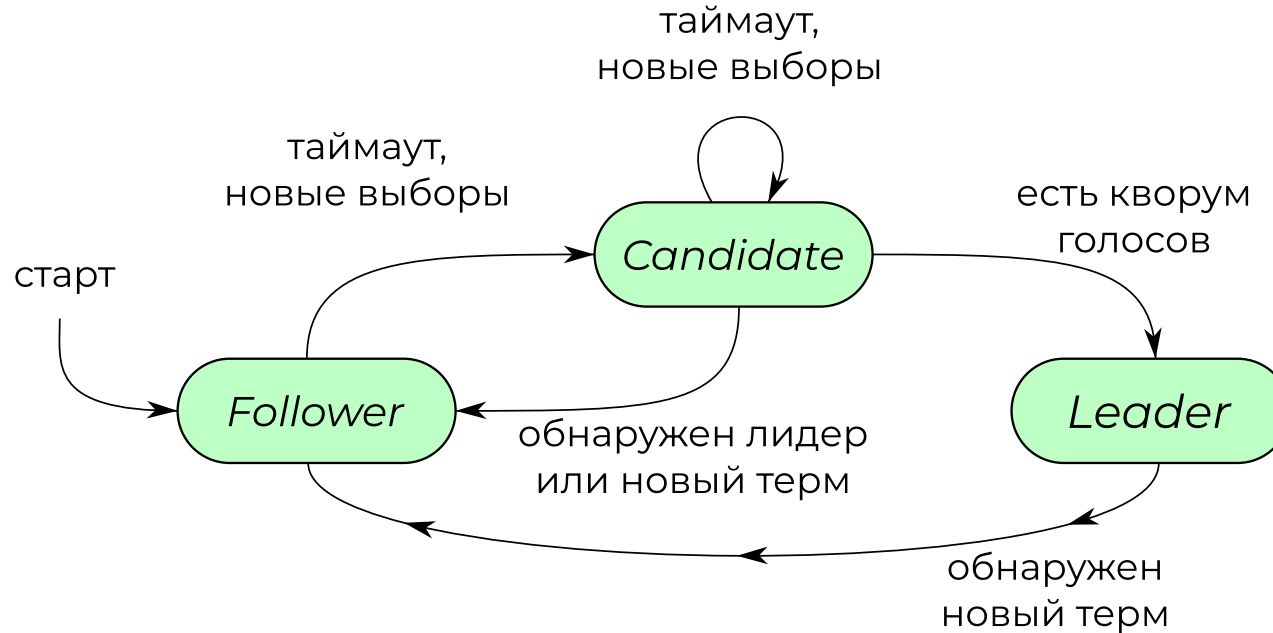 таймаут,
новые выборы
таймаут,
новые выборы
есть кворум
голосов
старт
Candidate
Follower
Leader
обнаружен лидер
или новый терм
обнаружен
новый терм